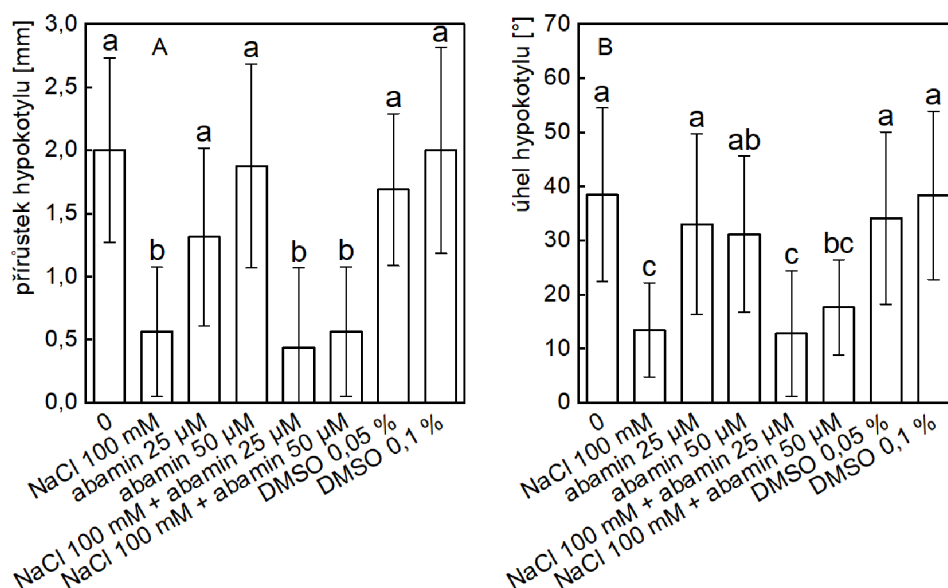 přírůstek hypokotylu [mm]
3,0
2,5
2,0
1,5
1,0
0,5
0,0
A
a
b
a
a
b
b
a
a
0
NaCl 100 mM
abamin 25 µM
abamin 50 µM
NaCl 100 mM + abamin 25 µM
NaCl 100 mM + abamin 50 µM
DMSO 0,05 %
DMSO 0,1 %
úhel hypokotylu [°]
70
60
50
40
30
20
10
0
B
a
c
a
ab
c
bc
a
a
0
NaCl 100 mM
abamin 25 µM
abamin 50 µM
NaCl 100 mM + abamin 25 µM
NaCl 100 mM + abamin 50 µM
DMSO 0,05 %
DMSO 0,1 %